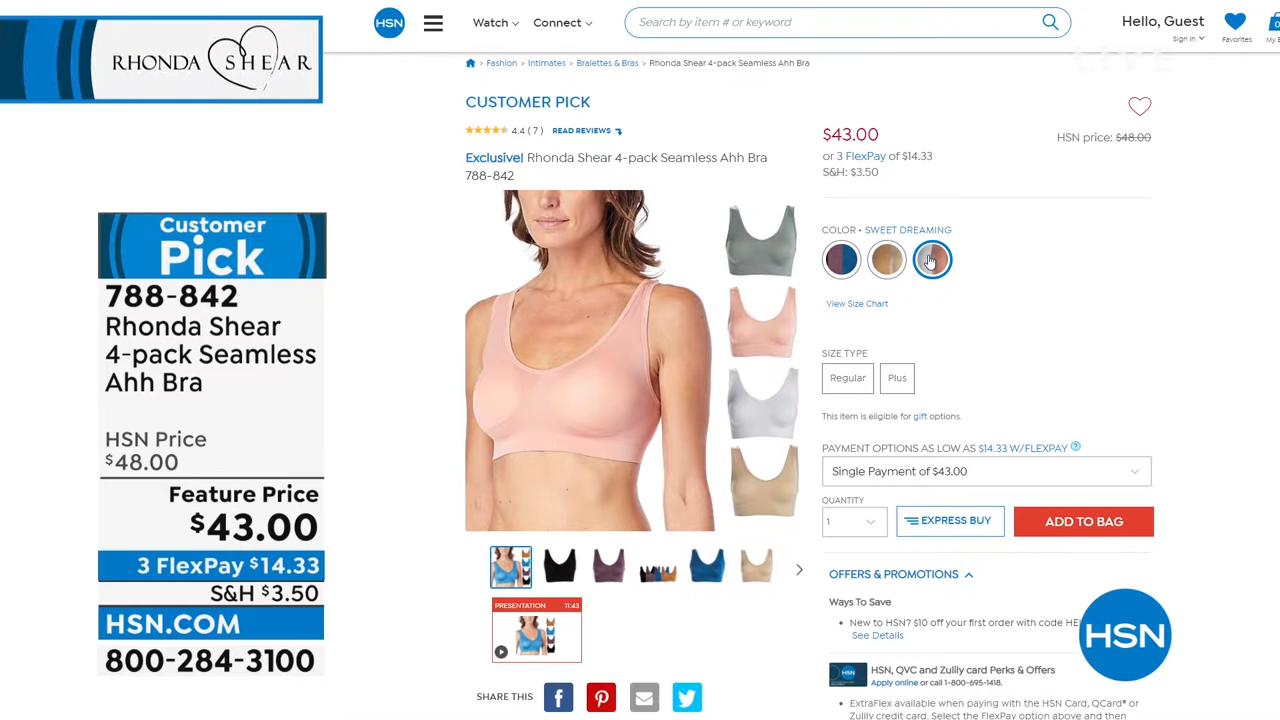 RHONDA SHEAR
Customer
Pick
788-842
Rhonda Shear
4-pack Seamless
Ahh Bra
HSN Price
$48.00
Feature Price
$43.00
3 FlexPay $14.33
S&H $3.50
HSN.COM
800-284-3100
HSN
Watch
Connect
Search by item # or keyword
Hello, Guest
Sign In
Favorites
0
LIVE
> Fashion > Intimates > Bralettes & Bras > Rhonda Shear 4-pack Seamless Ahh Bra
CUSTOMER PICK
4.4 ( 7 ) READ REVIEWS
Exclusive! Rhonda Shear 4-pack Seamless Ahh Bra
788-842
$43.00
HSN price: $48.00
or 3 FlexPay of $14.33
S&H: $3.50
COLOR • SWEET DREAMING
View Size Chart
SIZE TYPE
Regular
Plus
This item is eligible for gift options.
PAYMENT OPTIONS AS LOW AS $14.33 W/FLEXPAY ?
Single Payment of $43.00
QUANTITY
1
EXPRESS BUY
ADD TO BAG
PRESENTATION 11:43
SHARE THIS
OFFERS & PROMOTIONS
Ways To Save
• New to HSN? $10 off your first order with code
See Details
HSN, QVC and Zulily card Perks & Offers
Apply online or call 1-800-695-1418.
• ExtraFlex available when paying with the HSN Card, QCard® or
Zulily credit card. Select the FlexPay option above and then
HSN